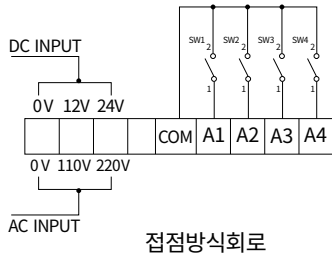 SW1 SW2 SW3 SW4
2 2 2 2
DC INPUT
1 1 1 1
0V 12V 24V
COM A1 A2 A3 A4
0V 110V 220V
AC INPUT
접점방식회로